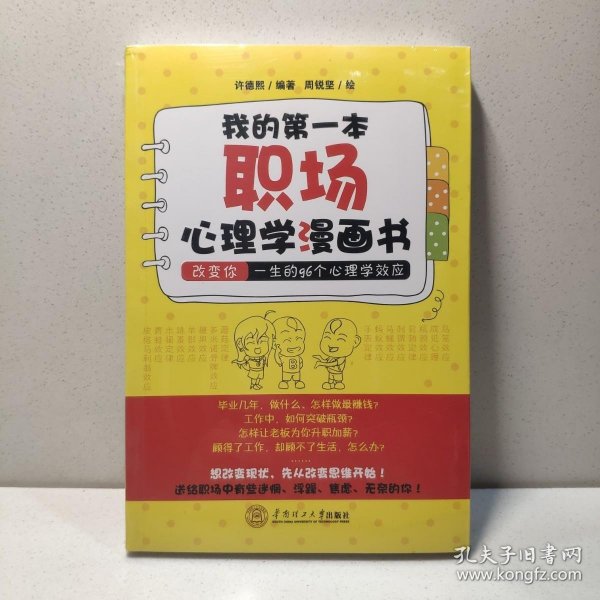 许德熙/编著 周锐坚/绘
我的第一本
职场
心理学漫画书
改变你 一生的96个心理学效应
毕业几年，做什么、怎样做最赚钱？
工作中，如何突破瓶颈？
怎样让老板为你升职加薪？
顾得了工作，却顾不了生活，怎么办？
……
想改变现状，先从改变思维开始！
送给职场中有些迷惘、浮躁、焦虑、无奈的你！
华南理工大学出版社
SOUTH CHINA UNIVERSITY OF TECHNOLOGY PRESS
孔夫子旧书网
www.kongfz.com